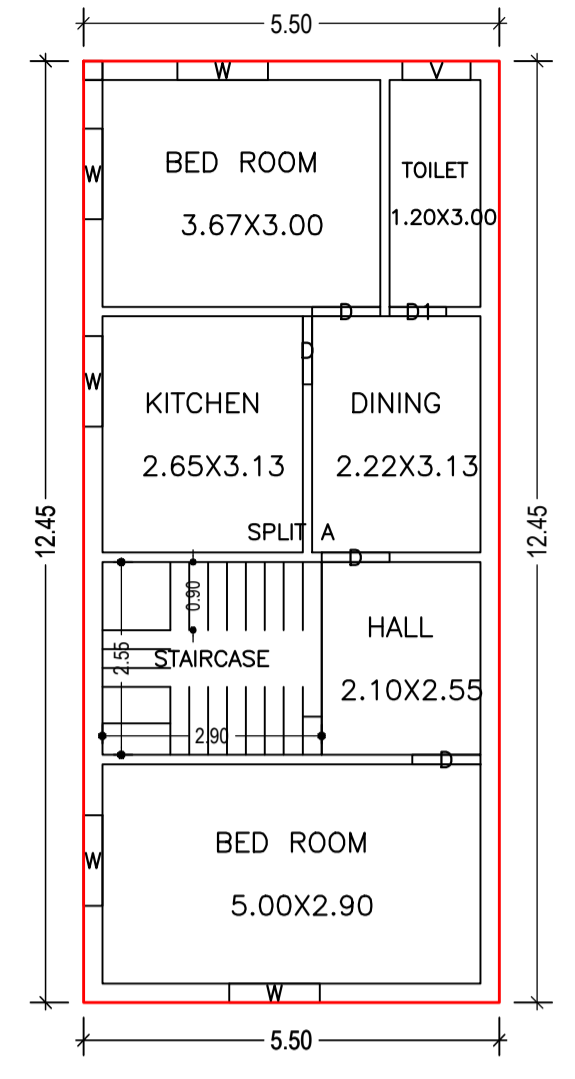 5.50
W
V
BED ROOM
TOILET
W
3.67X3.00
1.20X3.00
D
D1
D
W
KITCHEN
DINING
2.65X3.13
2.22X3.13
12.45
12.45
SPLIT A
D
0.90
HALL
2.55
STAIRCASE
2.10X2.55
2.90
D
BED ROOM
W
5.00X2.90
W
5.50